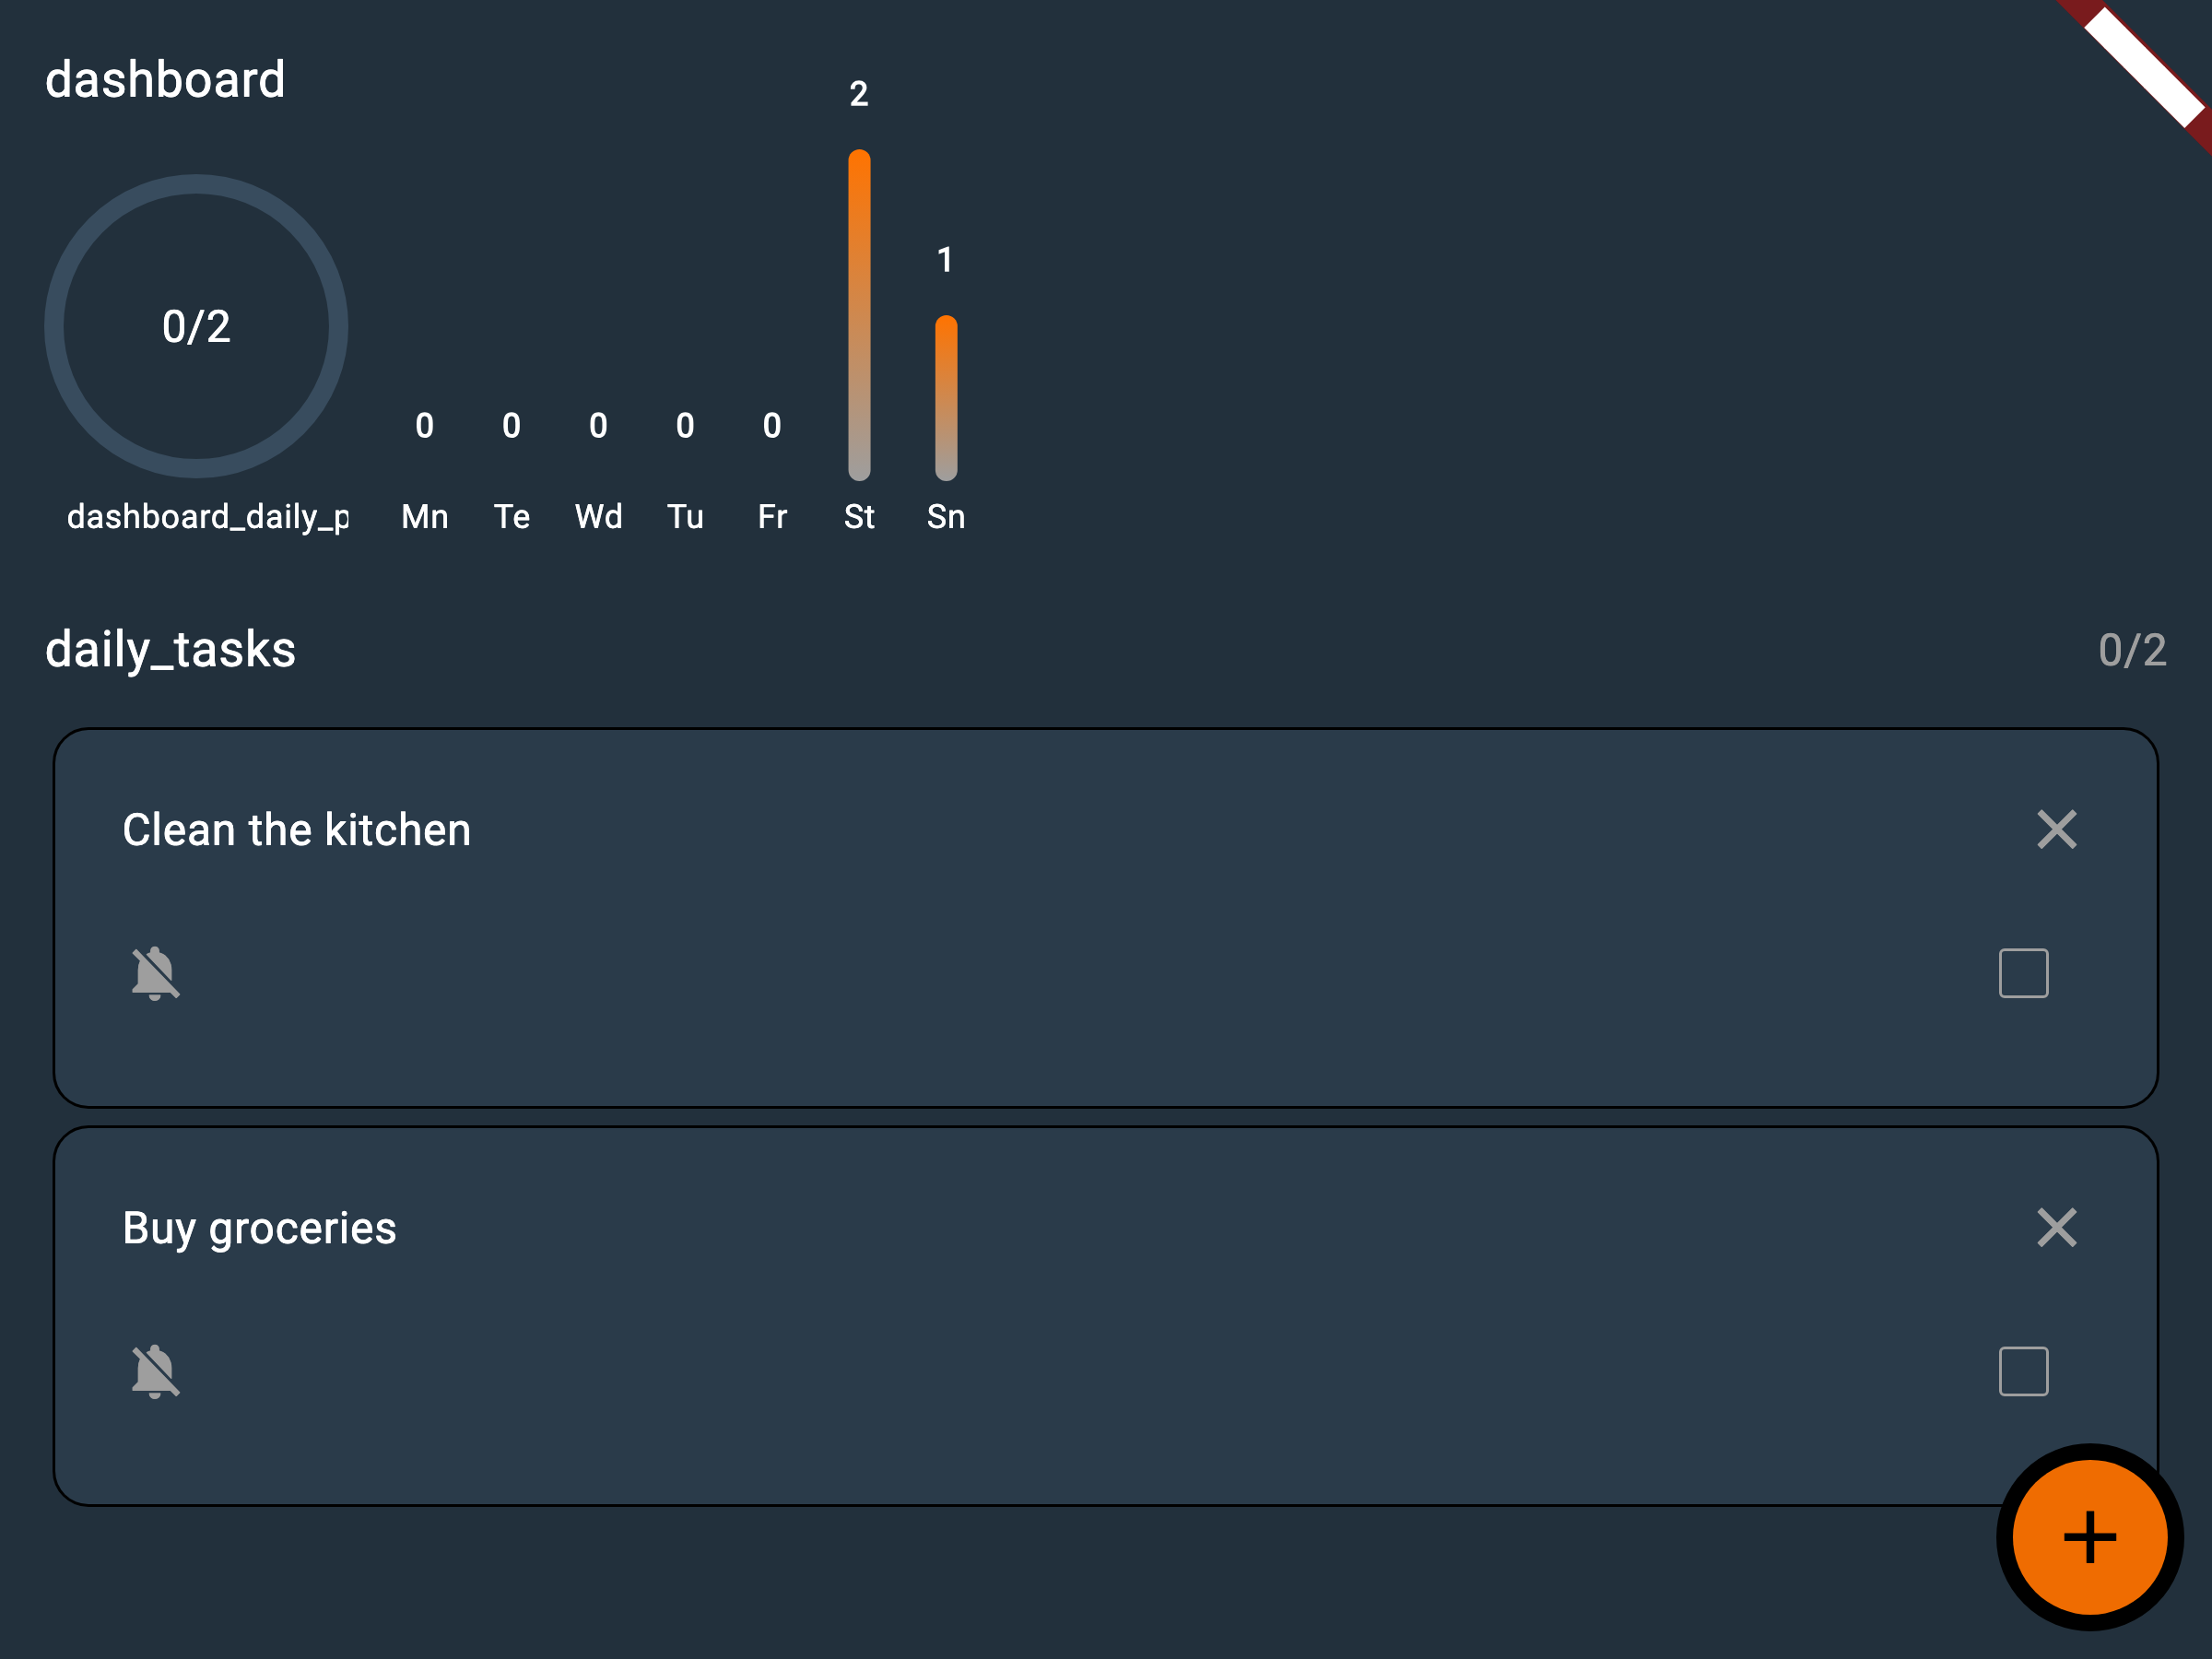 dashboard
2
1
0/2
0 0 0 0 0
dashboard_daily_p Mn Te Wd Tu Fr St Sn
daily_tasks 0/2
Clean the kitchen
Buy groceries